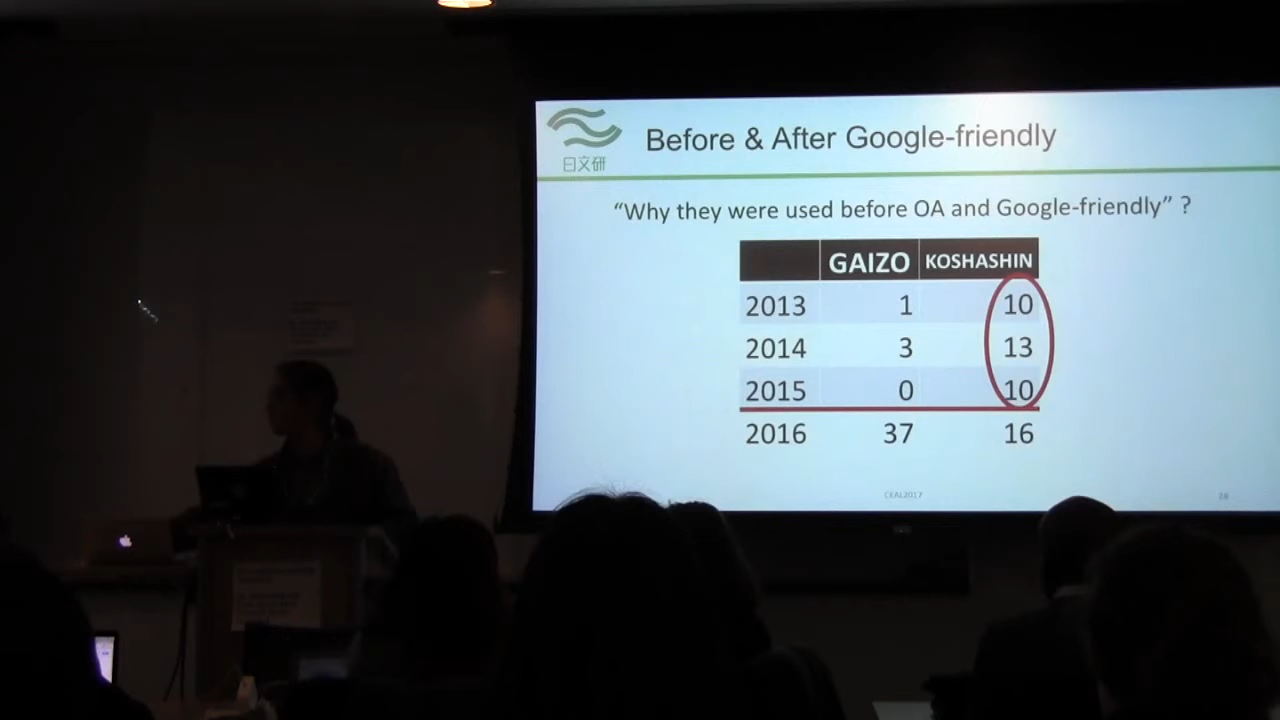 日文研
Before & After Google-friendly
“Why they were used before OA and Google-friendly” ?
GAIZO KOSHASHIN
2013 1 10
2014 3 13
2015 0 10
2016 37 16
CEAL2017